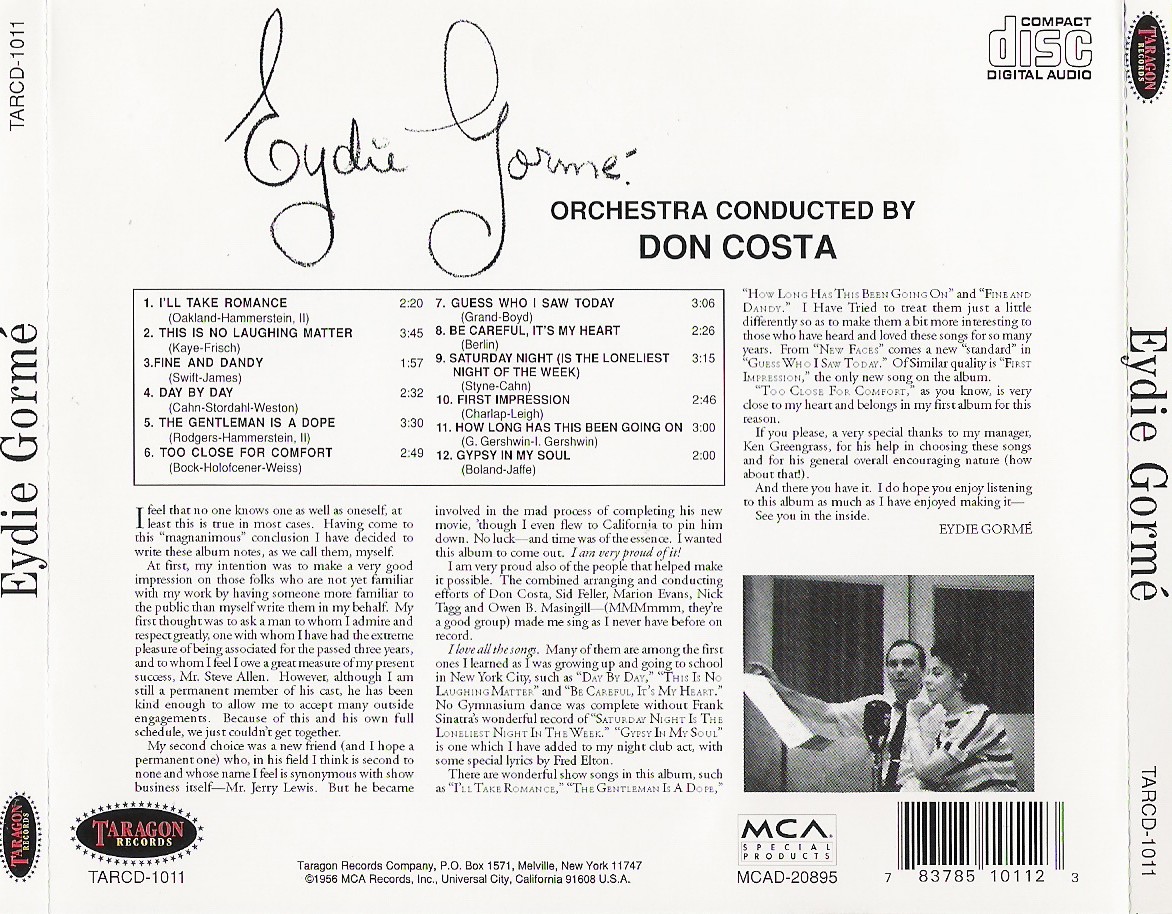 TARCD-1011
Eydie Gormé
TARAGON
RECORDS
Eydie Gormé
COMPACT
disc
DIGITAL AUDIO
ORCHESTRA CONDUCTED BY
DON COSTA
1. I'LL TAKE ROMANCE 2:20
(Oakland-Hammerstein, II)
2. THIS IS NO LAUGHING MATTER 3:45
(Kaye-Frisch)
3.FINE AND DANDY 1:57
(Swift-James)
4. DAY BY DAY 2:32
(Cahn-Stordahl-Weston)
5. THE GENTLEMAN IS A DOPE 3:30
(Rodgers-Hammerstein, II)
6. TOO CLOSE FOR COMFORT 2:49
(Bock-Holofcener-Weiss)
7. GUESS WHO I SAW TODAY 3:06
(Grand-Boyd)
8. BE CAREFUL, IT'S MY HEART 2:26
(Berlin)
9. SATURDAY NIGHT (IS THE LONELIEST 3:15
NIGHT OF THE WEEK)
(Styne-Cahn)
10. FIRST IMPRESSION 2:46
(Charlap-Leigh)
11. HOW LONG HAS THIS BEEN GOING ON 3:00
(G. Gershwin-I. Gershwin)
12. GYPSY IN MY SOUL 2:00
(Boland-Jaffe)
I feel that no one knows one as well as oneself, at
least this is true in most cases. Having come to
this "magnanimous" conclusion I have decided to
write these album notes, as we call them, myself.
At first, my intention was to make a very good
impression on those folks who are not yet familiar
with my work by having someone more familiar to
the public than myself write them in my behalf. My
first thought was to ask a man to whom I admire and
respect greatly, one with whom I have had the extreme
pleasure of being associated for the passed three years,
and to whom I feel I owe a great measure of my present
success, Mr. Steve Allen. However, although I am
still a permanent member of his cast, he has been
kind enough to allow me to accept many outside
engagements. Because of this and his own full
schedule, we just couldn't get together.
My second choice was a new friend (and I hope a
permanent one) who, in his field I think is second to
none and whose name I feel is synonymous with show
business itself—Mr. Jerry Lewis. But he became
involved in the mad process of completing his new
movie, 'though I even flew to California to pin him
down. No luck—and time was of the essence. I wanted
this album to come out. I am very proud of it!
I am very proud also of the people that helped make
it possible. The combined arranging and conducting
efforts of Don Costa, Sid Feller, Marion Evans, Nick
Tagg and Owen B. Masingill—(MMMmmm, they're
a good group) made me sing as I never have before on
record.
I love all the songs. Many of them are among the first
ones I learned as I was growing up and going to school
in New York City, such as "DAY BY DAY," "THIS IS NO
LAUGHING MATTER" and "BE CAREFUL, IT'S MY HEART."
No Gymnasium dance was complete without Frank
Sinatra's wonderful record of "SATURDAY NIGHT IS THE
LONELIEST NIGHT IN THE WEEK." "GYPSY IN MY SOUL"
is one which I have added to my night club act, with
some special lyrics by Fred Elton.
There are wonderful show songs in this album, such
as "I'LL TAKE ROMANCE," "THE GENTLEMAN IS A DOPE,"
"HOW LONG HAS THIS BEEN GOING ON" and "FINE AND
DANDY." I Have Tried to treat them just a little
differently so as to make them a bit more interesting to
those who have heard and loved these songs for so many
years. From "NEW FACES" comes a new "standard" in
"GUESS WHO I SAW TODAY." Of Similar quality is "FIRST
IMPRESSION," the only new song on the album.
"TOO CLOSE FOR COMFORT," as you know, is very
close to my heart and belongs in my first album for this
reason.
If you please, a very special thanks to my manager,
Ken Greengrass, for his help in choosing these songs
and for his general overall encouraging nature (how
about that!).
And there you have it. I do hope you enjoy listening
to this album as much as I have enjoyed making it—
See you in the inside.
EYDIE GORMÉ
TARAGON
RECORDS
TARCD-1011
Taragon Records Company, P.O. Box 1571, Melville, New York 11747
©1956 MCA Records, Inc., Universal City, California 91608 U.S.A.
MCA
SPECIAL
PRODUCTS
MCAD-20895
7 83785 10112 3
TARAGON
RECORDS
Eydie Gormé
TARCD-1011